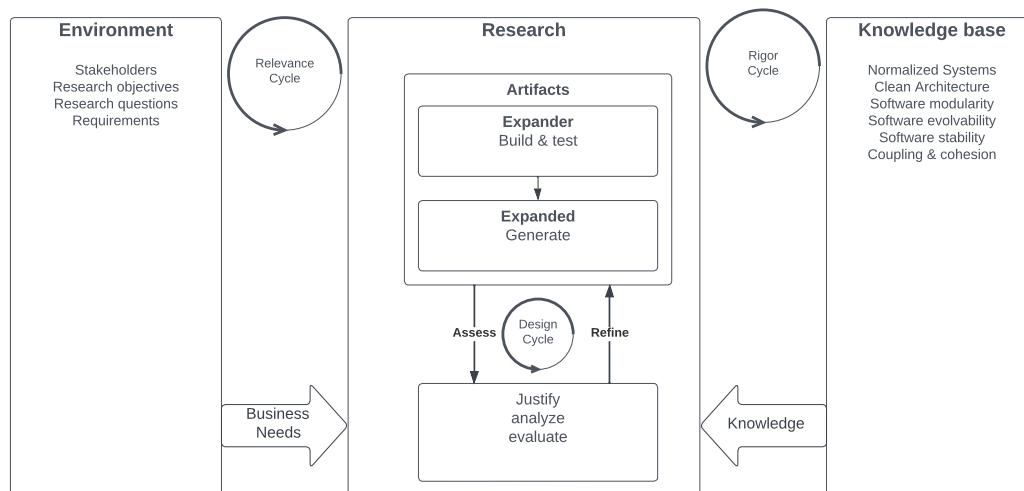 Environment
Stakeholders
Research objectives
Research questions
Requirements
Relevance
Cycle
Business
Needs
Research
Artifacts
Expander
Build & test
Expanded
Generate
Assess
Design
Cycle
Refine
Justify
analyze
evaluate
Rigor
Cycle
Knowledge
Knowledge base
Normalized Systems
Clean Architecture
Software modularity
Software evolvability
Software stability
Coupling & cohesion